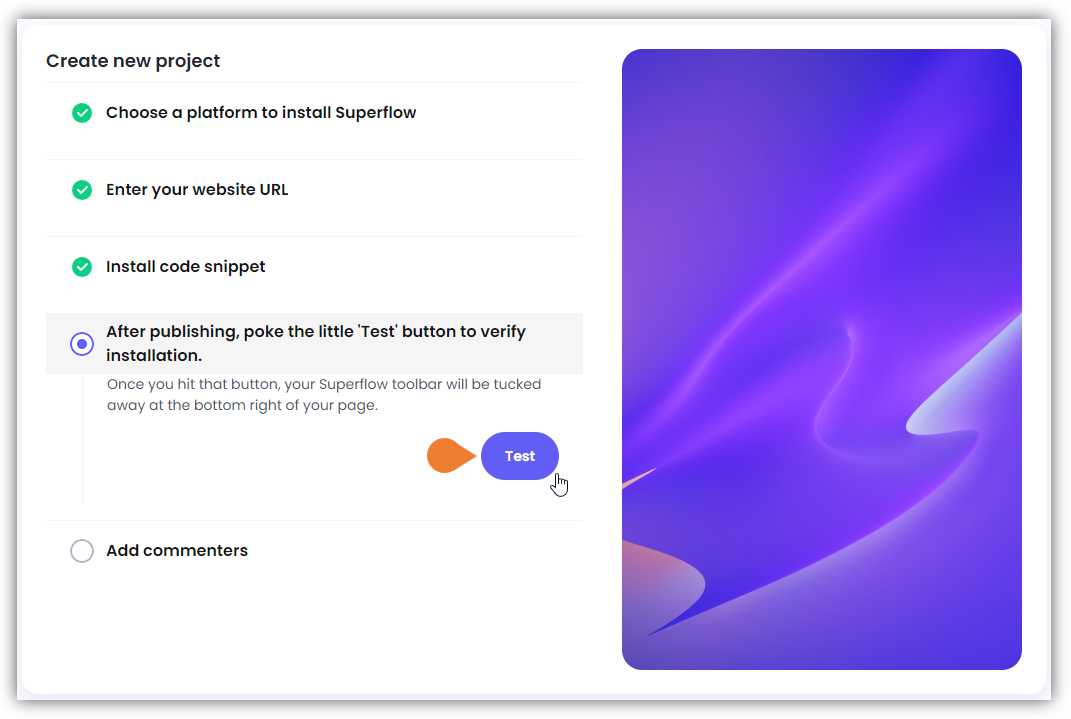 Create new project
Choose a platform to install Superflow
Enter your website URL
Install code snippet
After publishing, poke the little 'Test' button to verify
installation.
Once you hit that button, your Superflow toolbar will be tucked
away at the bottom right of your page.
Test
Add commenters